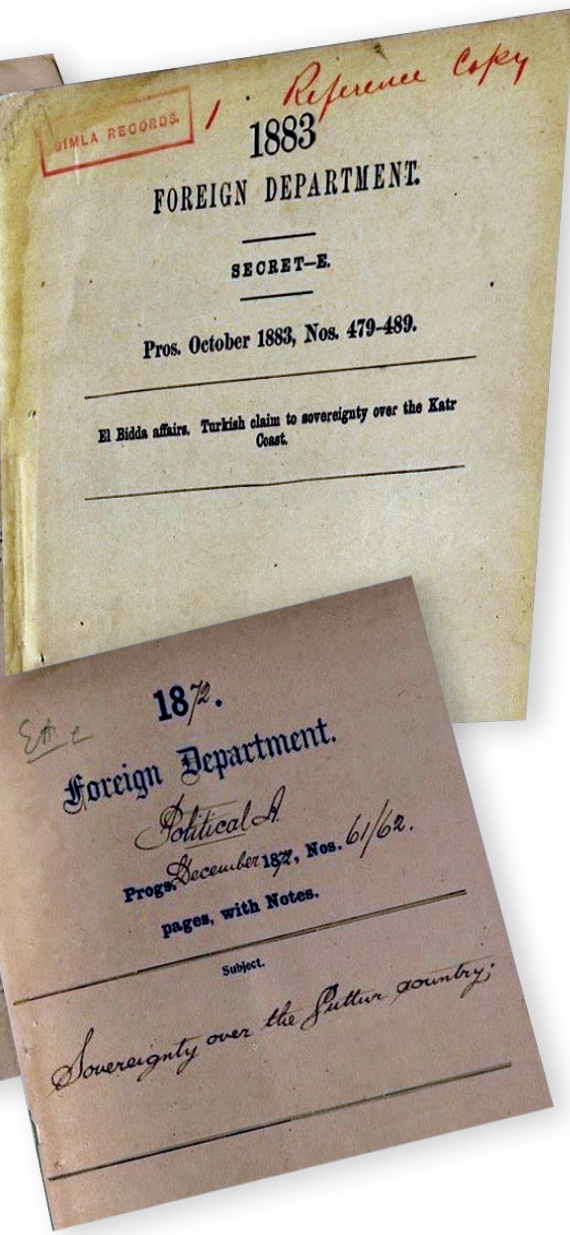 SIMLA RECORDS.
1. Reference Copy
1883
FOREIGN DEPARTMENT.
SECRET—E.
Pros. October 1883, Nos. 479-489.
El Bidda affairs. Turkish claim to sovereignty over the Katr
Coast.
1872.
Foreign Department.
Political A.
Progs. December 1872, Nos. 61/62.
pages, with Notes.
Subject.
Sovereignty over the Guttur country;